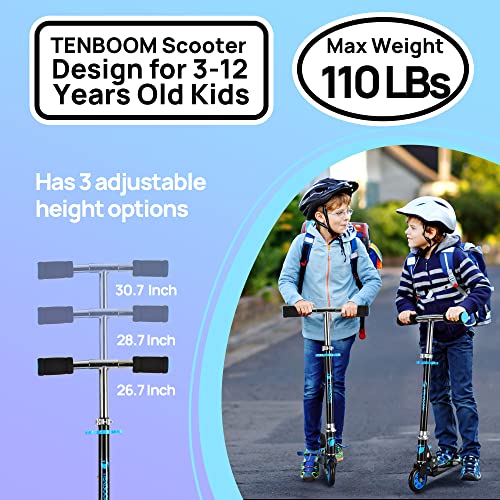 TENBOOM Scooter
Design for 3-12
Years Old Kids
Max Weight
110 LBs
Has 3 adjustable
height options
30.7 Inch
28.7 Inch
26.7 Inch
TENBOOM